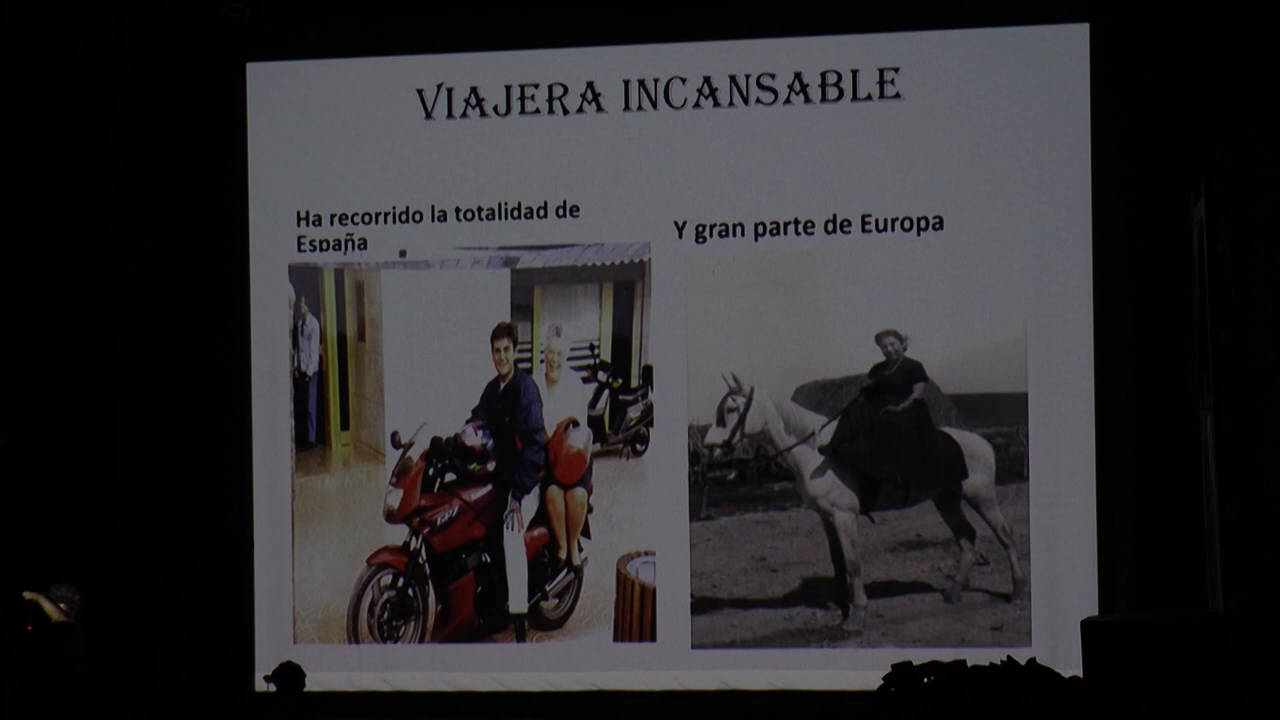 VIAJERA INCANSABLE
Ha recorrido la totalidad de
España
Y gran parte de Europa